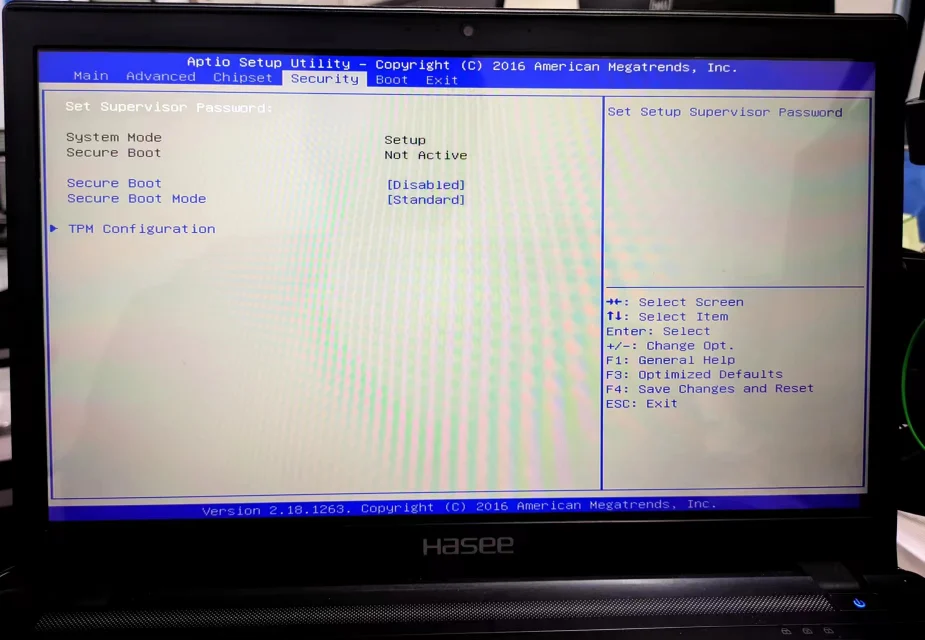 Aptio Setup Utility – Copyright (C) 2016 American Megatrends, Inc.
Main Advanced Chipset Security Boot Exit
Set Supervisor Password:
System Mode Setup
Secure Boot Not Active
Secure Boot [Disabled]
Secure Boot Mode [Standard]
► TPM Configuration
Set Setup Supervisor Password
→←: Select Screen
↑↓: Select Item
Enter: Select
+/-: Change Opt.
F1: General Help
F3: Optimized Defaults
F4: Save Changes and Reset
ESC: Exit
Version 2.18.1263. Copyright (C) 2016 American Megatrends, Inc.
Hasee